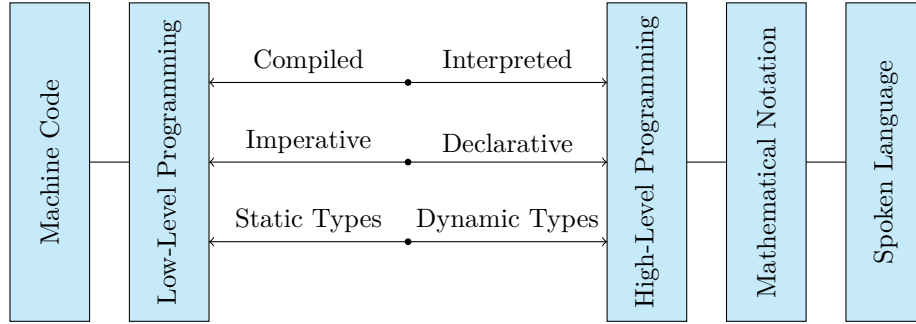 Machine Code
Low-Level Programming
Compiled
Interpreted
Imperative
Declarative
Static Types
Dynamic Types
High-Level Programming
Mathematical Notation
Spoken Language